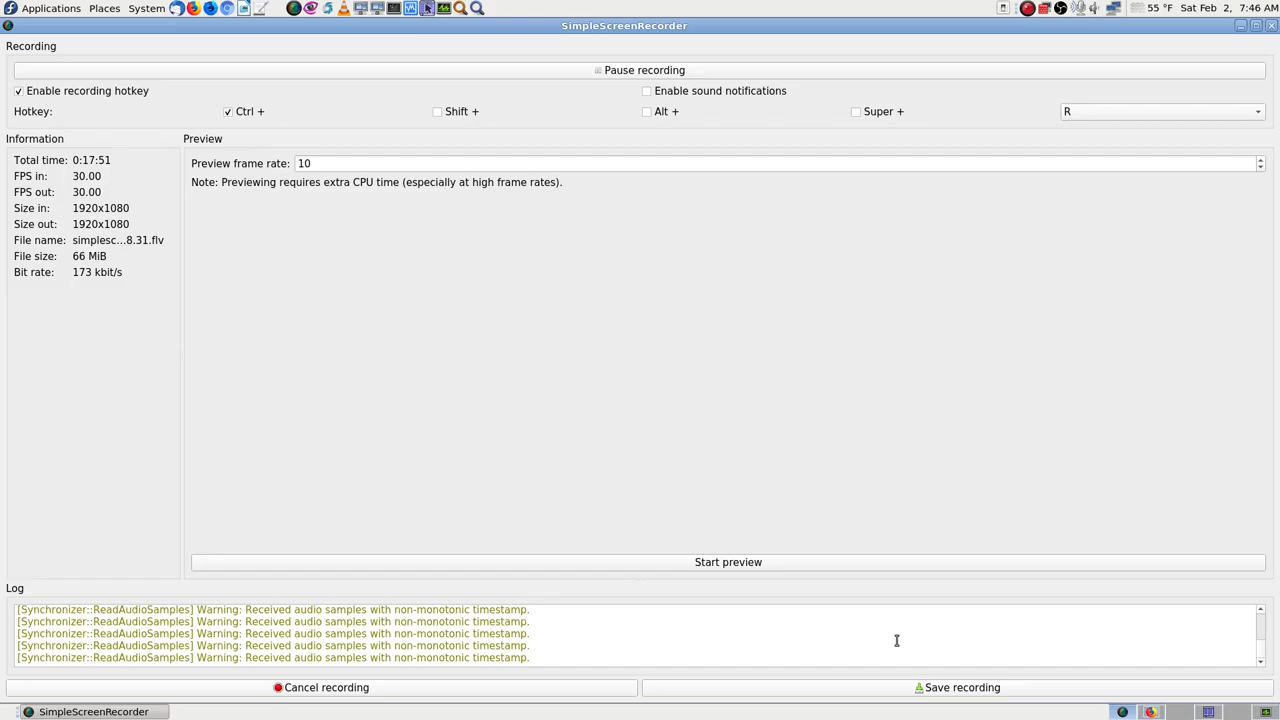 Applications Places System 55 °F Sat Feb 2, 7:46 AM
SimpleScreenRecorder
Recording
Pause recording
Enable recording hotkey Enable sound notifications
Hotkey: Ctrl + Shift + Alt + Super + R
Information Preview
Total time: 0:17:51
FPS in: 30.00
FPS out: 30.00
Size in: 1920x1080
Size out: 1920x1080
File name: simplesc...8.31.flv
File size: 66 MiB
Bit rate: 173 kbit/s
Preview frame rate: 10
Note: Previewing requires extra CPU time (especially at high frame rates).
Start preview
Log
[Synchronizer::ReadAudioSamples] Warning: Received audio samples with non-monotonic timestamp.
[Synchronizer::ReadAudioSamples] Warning: Received audio samples with non-monotonic timestamp.
[Synchronizer::ReadAudioSamples] Warning: Received audio samples with non-monotonic timestamp.
[Synchronizer::ReadAudioSamples] Warning: Received audio samples with non-monotonic timestamp.
[Synchronizer::ReadAudioSamples] Warning: Received audio samples with non-monotonic timestamp.
Cancel recording Save recording
SimpleScreenRecorder